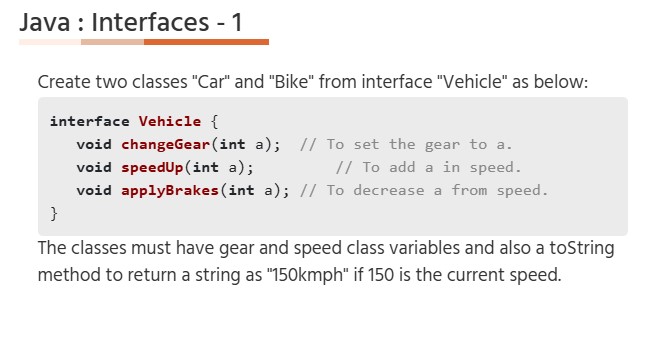 Java : Interfaces - 1
Create two classes "Car" and "Bike" from interface "Vehicle" as below:
interface Vehicle {
   void changeGear(int a);  // To set the gear to a.
   void speedUp(int a);          // To add a in speed.
   void applyBrakes(int a); // To decrease a from speed.
}
The classes must have gear and speed class variables and also a toString
method to return a string as "150kmph" if 150 is the current speed.